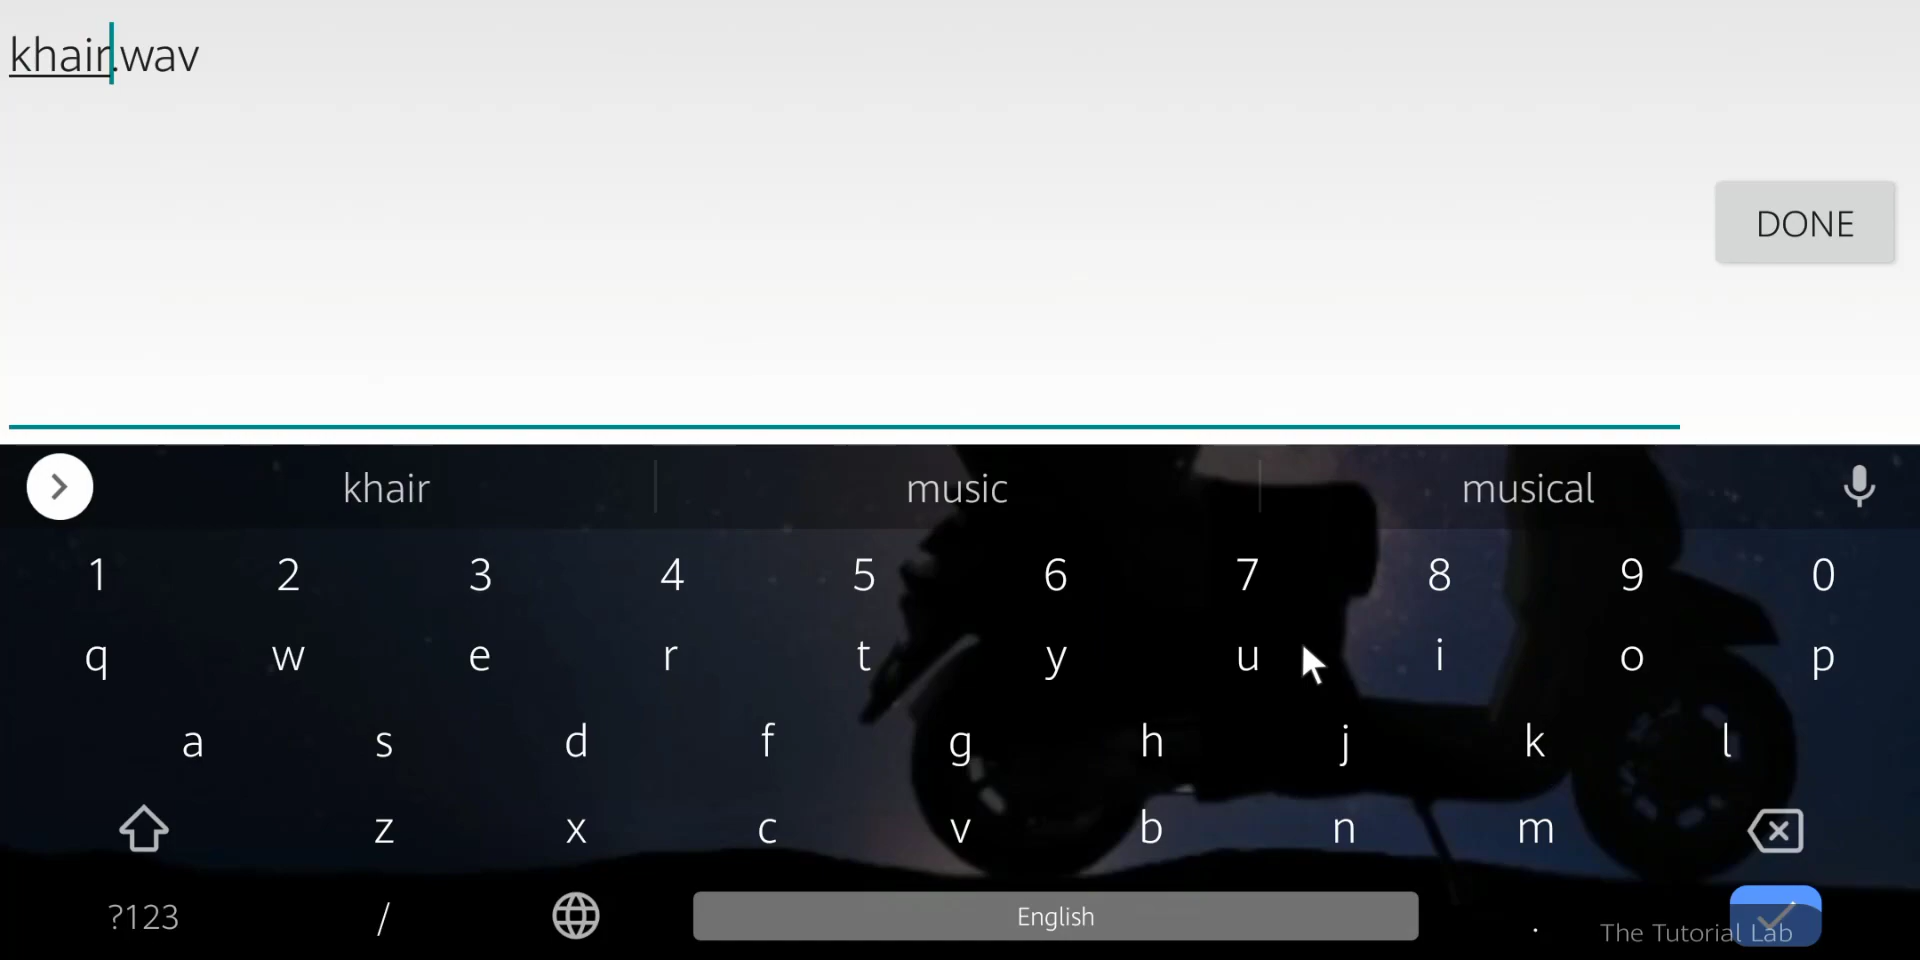 khair.wav
DONE
khair music musical
1 2 3 4 5 6 7 8 9 0
q w e r t y u i o p
a s d f g h j k l
z x c v b n m
?123 / English .
The Tutorial Lab